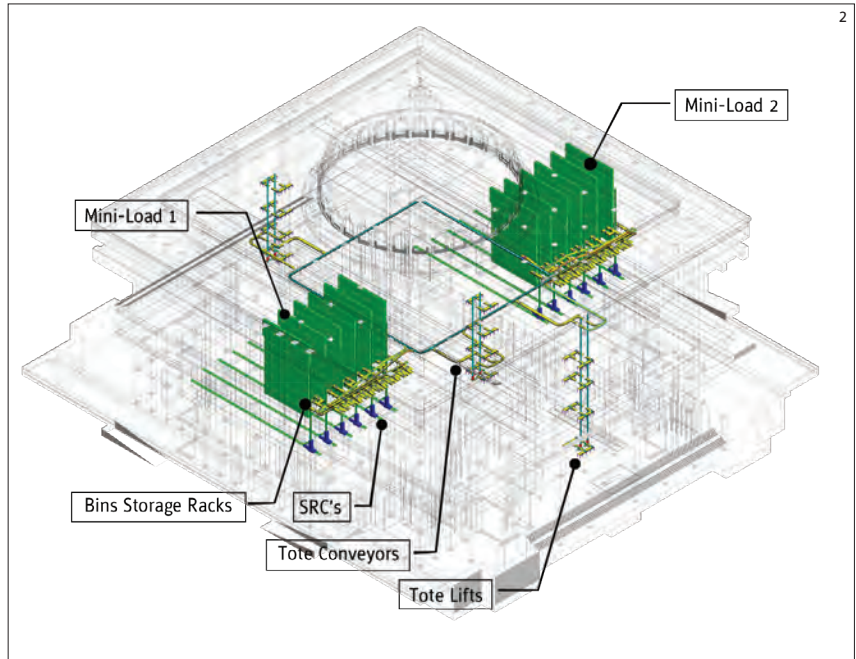 2
Mini-Load 2
Mini-Load 1
Bins Storage Racks
SRC's
Tote Conveyors
Tote Lifts